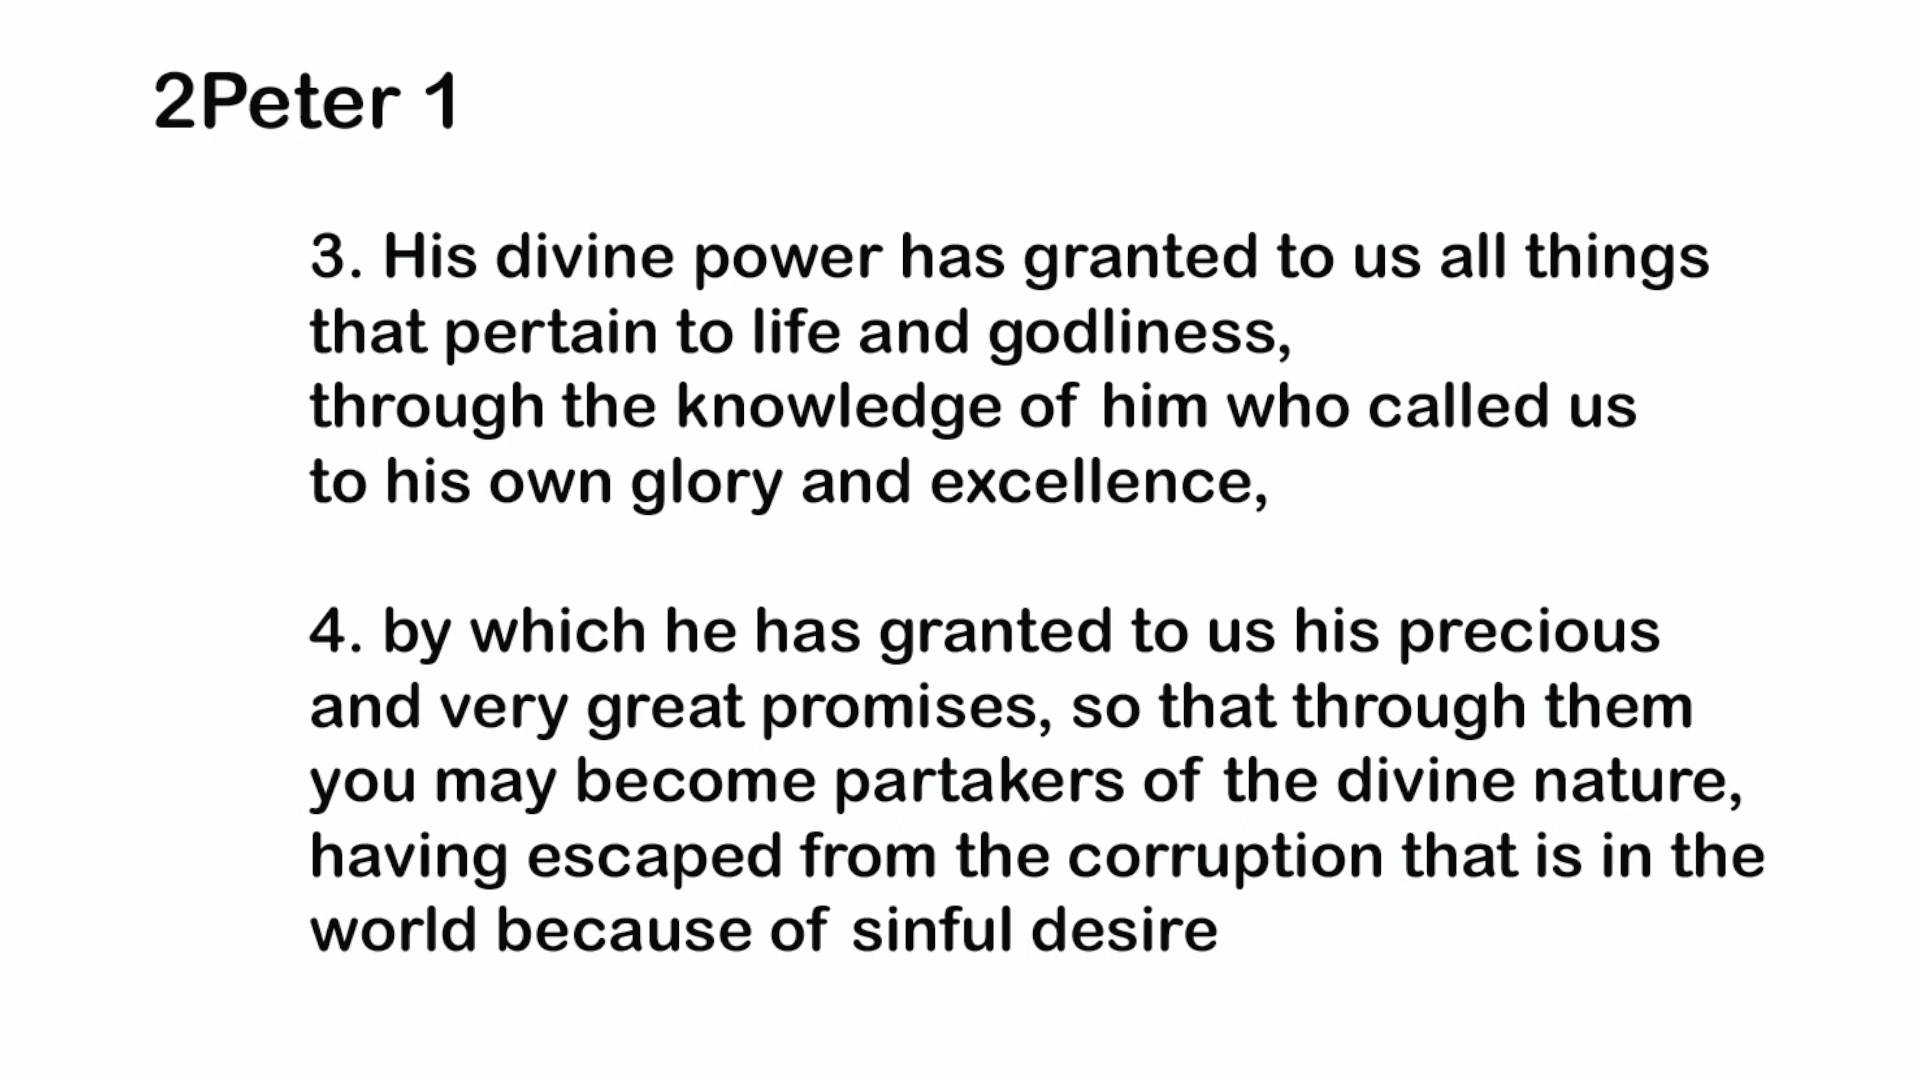 2Peter 1
3. His divine power has granted to us all things
that pertain to life and godliness,
through the knowledge of him who called us
to his own glory and excellence,
4. by which he has granted to us his precious
and very great promises, so that through them
you may become partakers of the divine nature,
having escaped from the corruption that is in the
world because of sinful desire